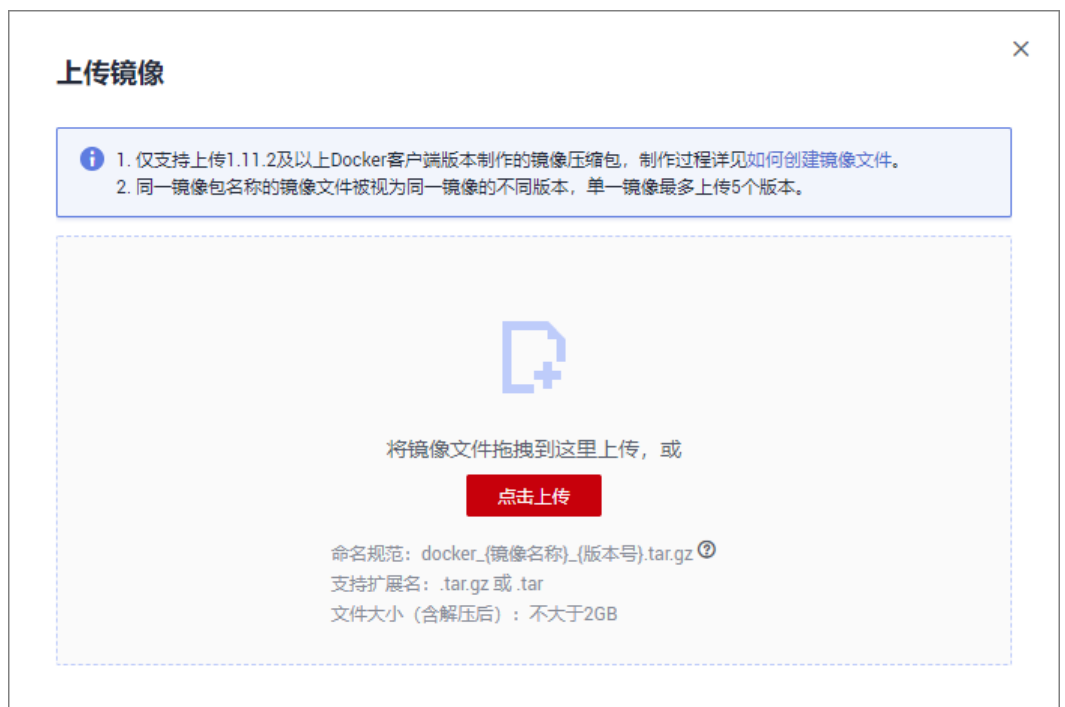 上传镜像
1. 仅支持上传1.11.2及以上Docker客户端版本制作的镜像压缩包，制作过程详见如何创建镜像文件。
2. 同一镜像包名称的镜像文件被视为同一镜像的不同版本，单一镜像最多上传5个版本。
将镜像文件拖拽到这里上传，或
点击上传
命名规范：docker_{镜像名称}_{版本号}.tar.gz
支持扩展名：.tar.gz 或 .tar
文件大小（含解压后）：不大于2GB